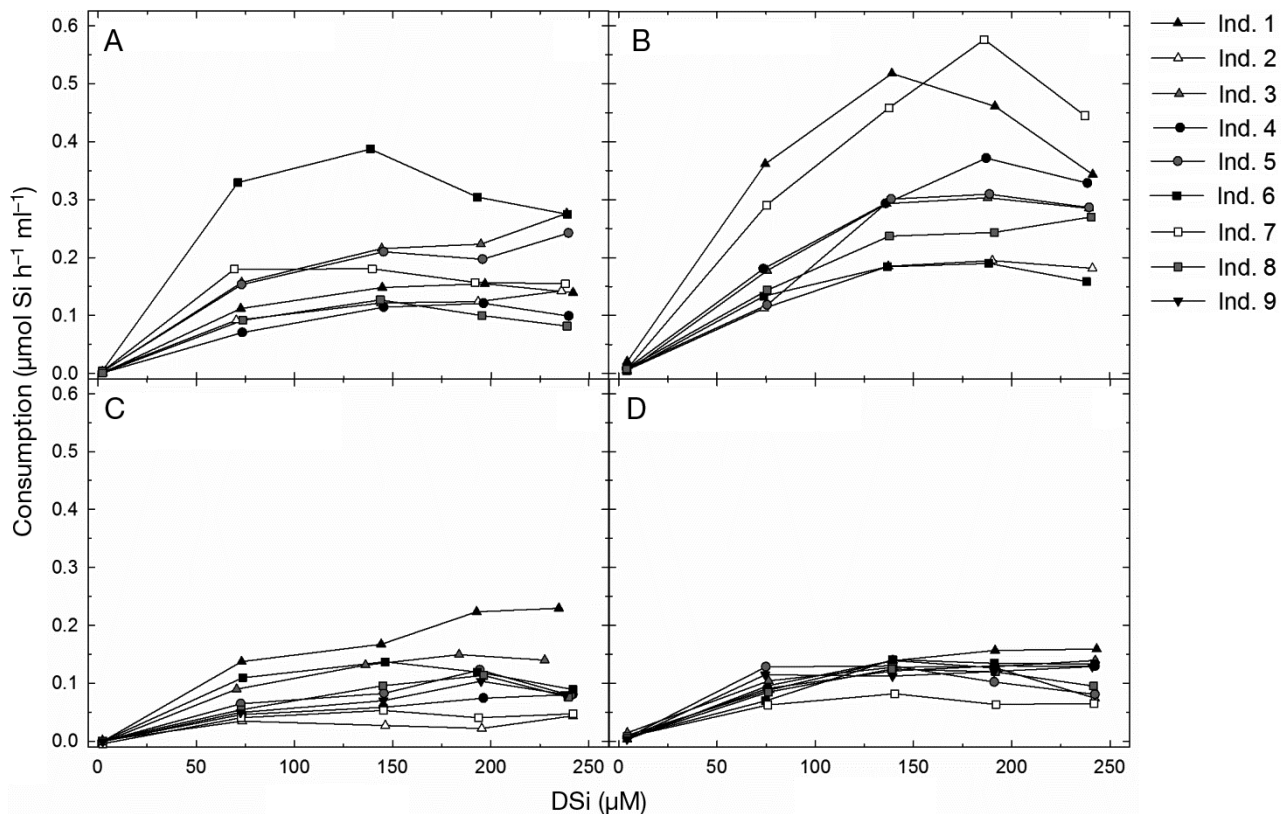 A
B
0.6
0.5
0.4
0.3
0.2
0.1
0.0
Ind. 1
Ind. 2
Ind. 3
Ind. 4
Ind. 5
Ind. 6
Ind. 7
Ind. 8
Ind. 9
C
D
0.6
0.5
0.4
0.3
0.2
0.1
0.0
Consumption (µmol Si h⁻¹ ml⁻¹)
0 50 100 150 200 250 0 50 100 150 200 250
DSi (µM)